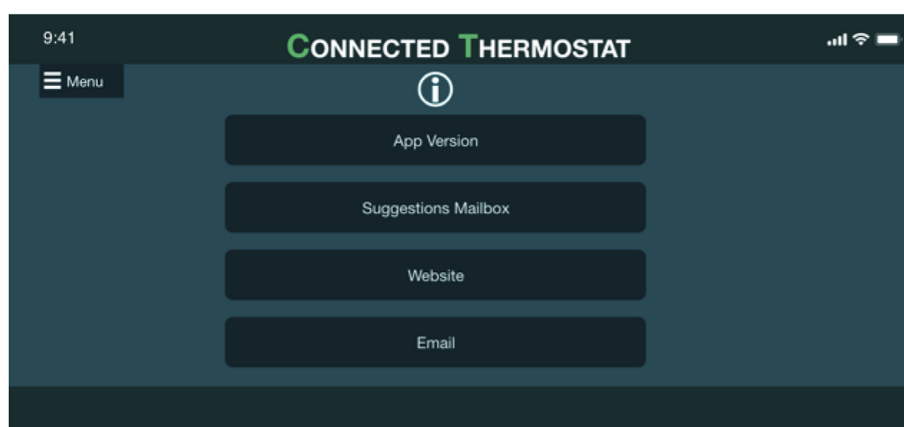 9:41
CONNECTED THERMOSTAT
Menu
App Version
Suggestions Mailbox
Website
Email